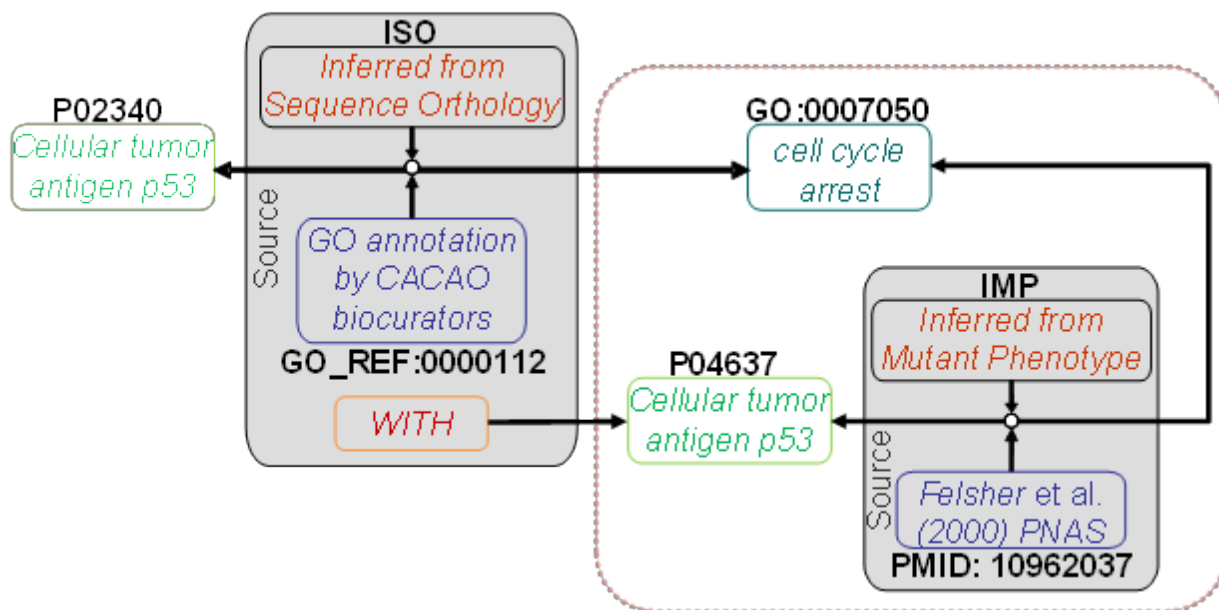 ISO
Inferred from
Sequence Orthology
P02340
Cellular tumor
antigen p53
Source
GO annotation
by CACAO
biocurators
GO_REF:0000112
WITH
GO:0007050
cell cycle
arrest
P04637
Cellular tumor
antigen p53
IMP
Inferred from
Mutant Phenotype
Source
Felsher et al.
(2000) PNAS
PMID: 10962037